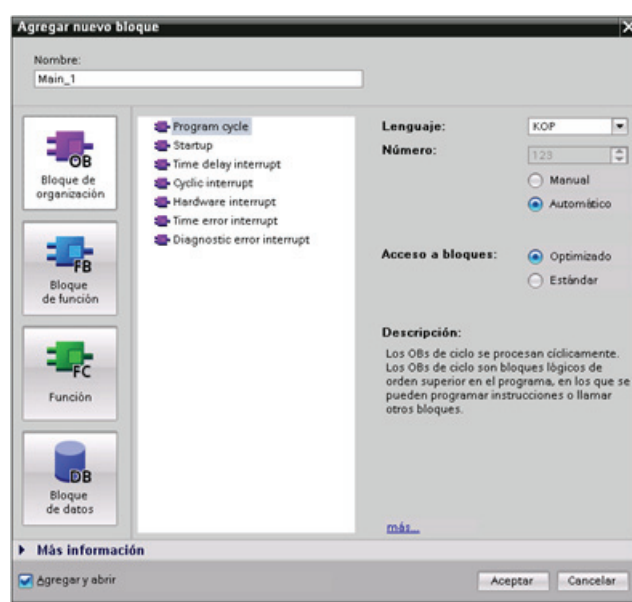 Agregar nuevo bloque
Nombre:
Main_1
OB
Bloque de
organización
FB
Bloque
de función
FC
Función
DB
Bloque
de datos
Program cycle
Startup
Time delay interrupt
Cyclic interrupt
Hardware interrupt
Time error interrupt
Diagnostic error interrupt
Lenguaje: KOP
Número: 123
Manual
Automático
Acceso a bloques: Optimizado
Estándar
Descripción:
Los OBs de ciclo se procesan cíclicamente.
Los OBs de ciclo son bloques lógicos de
orden superior en el programa, en los que se
pueden programar instrucciones o llamar
otros bloques.
más...
Más información
Agregar y abrir
Aceptar Cancelar